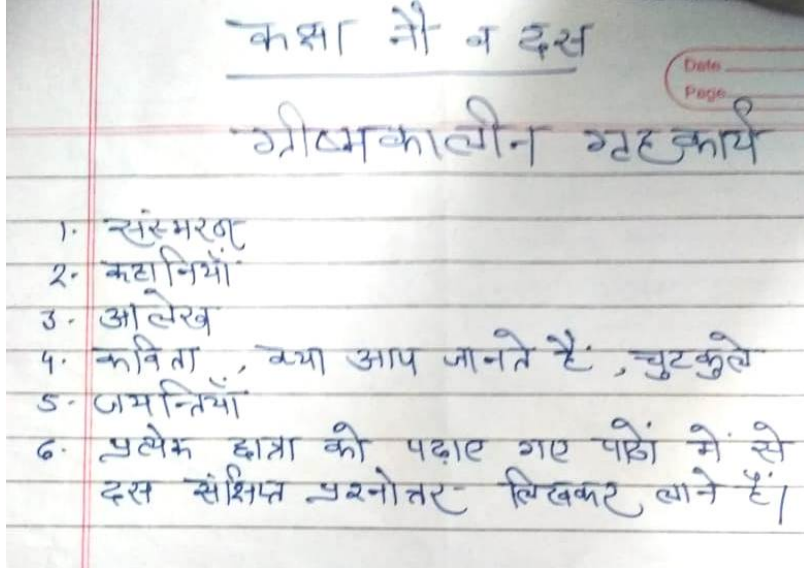 कक्षा नौ व दस
Date
Page
ग्रीष्मकालीन गृहकार्य
1. संस्मरण
2. कहानियाँ
3. आलेख
4. कविता, क्या आप जानते हैं, चुटकुले
5. जयन्तियाँ
6. प्रत्येक छात्रा को पढ़ाए गए पाठों में से
दस संक्षिप्त प्रश्नोत्तर लिखकर लाने हैं।